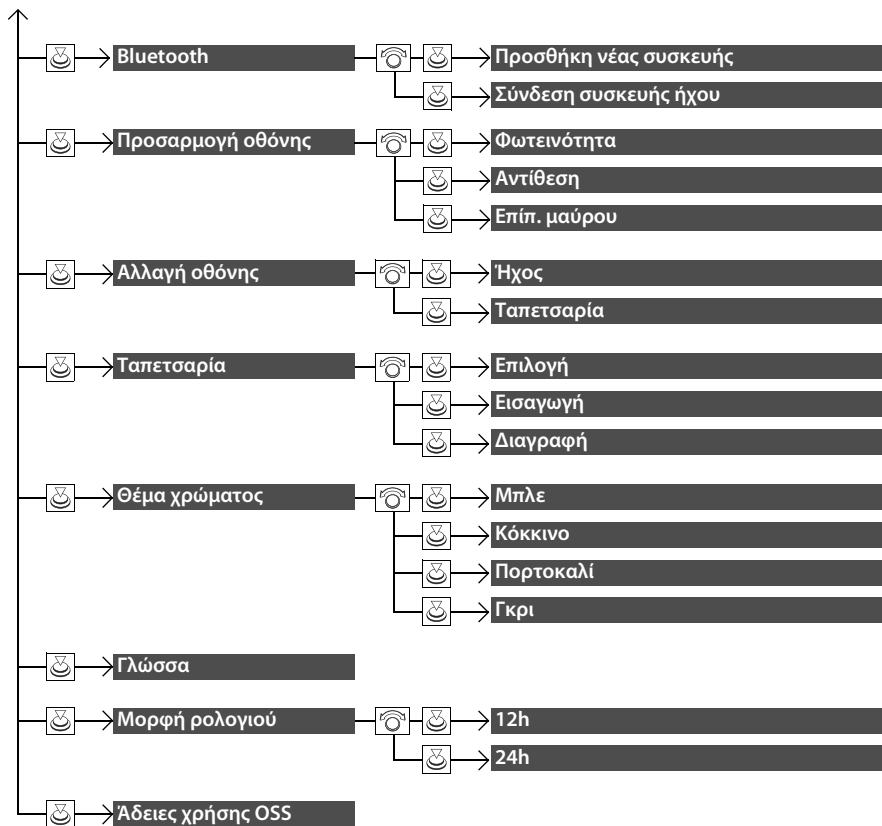 Bluetooth
Προσθήκη νέας συσκευής
Σύνδεση συσκευής ήχου
Προσαρμογή οθόνης
Φωτεινότητα
Αντίθεση
Επίπ. μαύρου
Αλλαγή οθόνης
Ήχος
Ταπετσαρία
Ταπετσαρία
Επιλογή
Εισαγωγή
Διαγραφή
Θέμα χρώματος
Μπλε
Κόκκινο
Πορτοκαλί
Γκρι
Γλώσσα
Μορφή ρολογιού
12h
24h
Άδειες χρήσης OSS